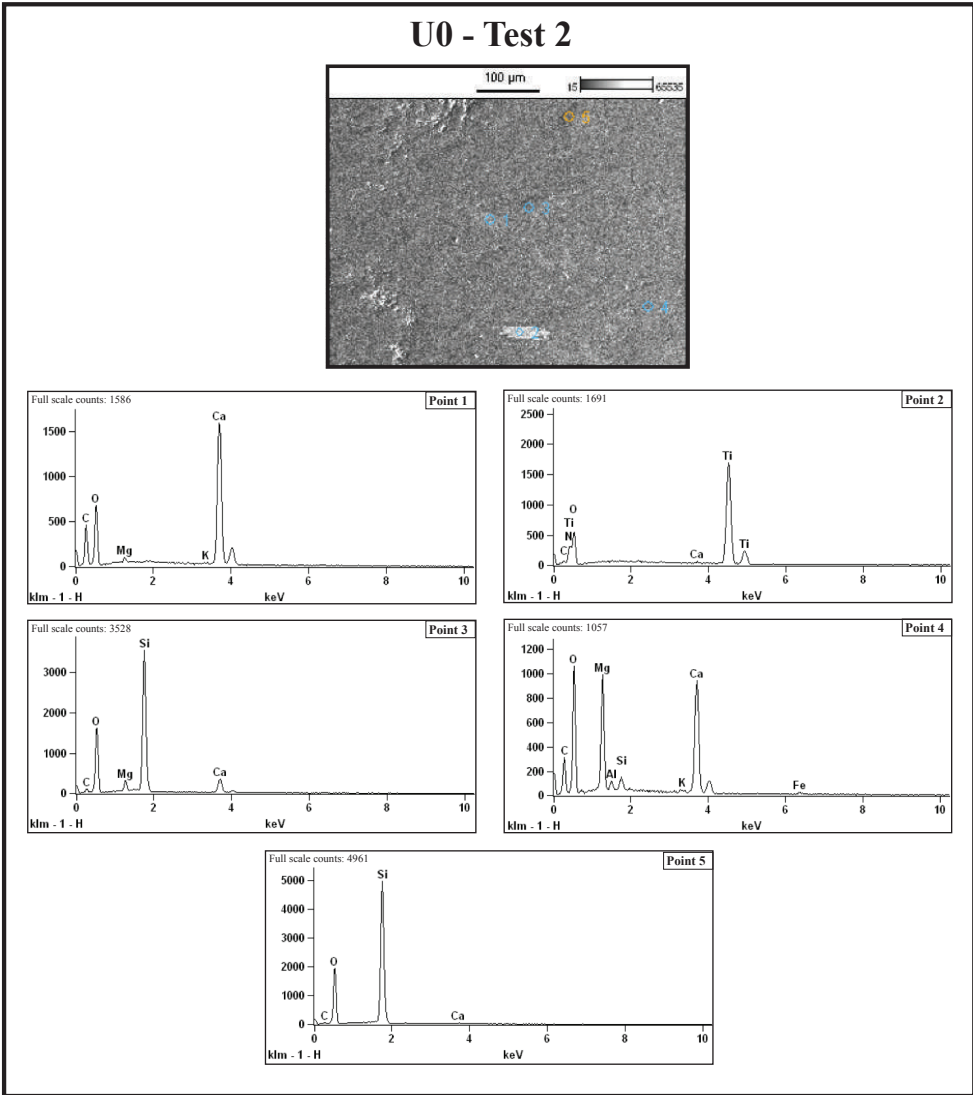 U0 - Test 2
100 µm
15 65535
5
1
2
Full scale counts: 1586
Point 1
1500
1000
500
0
C O Mg K Ca
0 2 4 6 8 10
klm - 1 - H keV
Full scale counts: 1691
Point 2
2500
2000
1500
1000
500
0
C N Ti O Ca Ti Ti
0 2 4 6 8 10
klm - 1 - H keV
Full scale counts: 3528
Point 3
3000
2000
1000
0
C O Mg Si Ca
0 2 4 6 8 10
klm - 1 - H keV
Full scale counts: 1057
Point 4
1200
1000
800
600
400
200
0
C O Mg Al Si K Ca Fe
0 2 4 6 8 10
klm - 1 - H keV
Full scale counts: 4961
Point 5
5000
4000
3000
2000
1000
0
C O Si Ca
0 2 4 6 8 10
klm - 1 - H keV